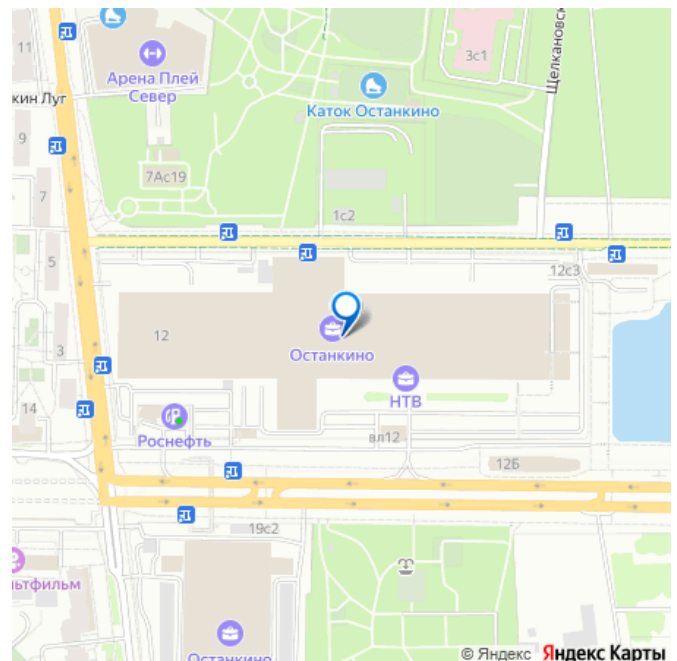 11
Арена Плей
Север
3с1
Щелкановск
кин Луг
Каток Останкино
9
7Ас19
7
1с2
5
12с3
12
Останкино
3
НТВ
14
Роснефть
вл12
12Б
19с2
льтфильм
Останкино
© Яндекс Яндекс Карты